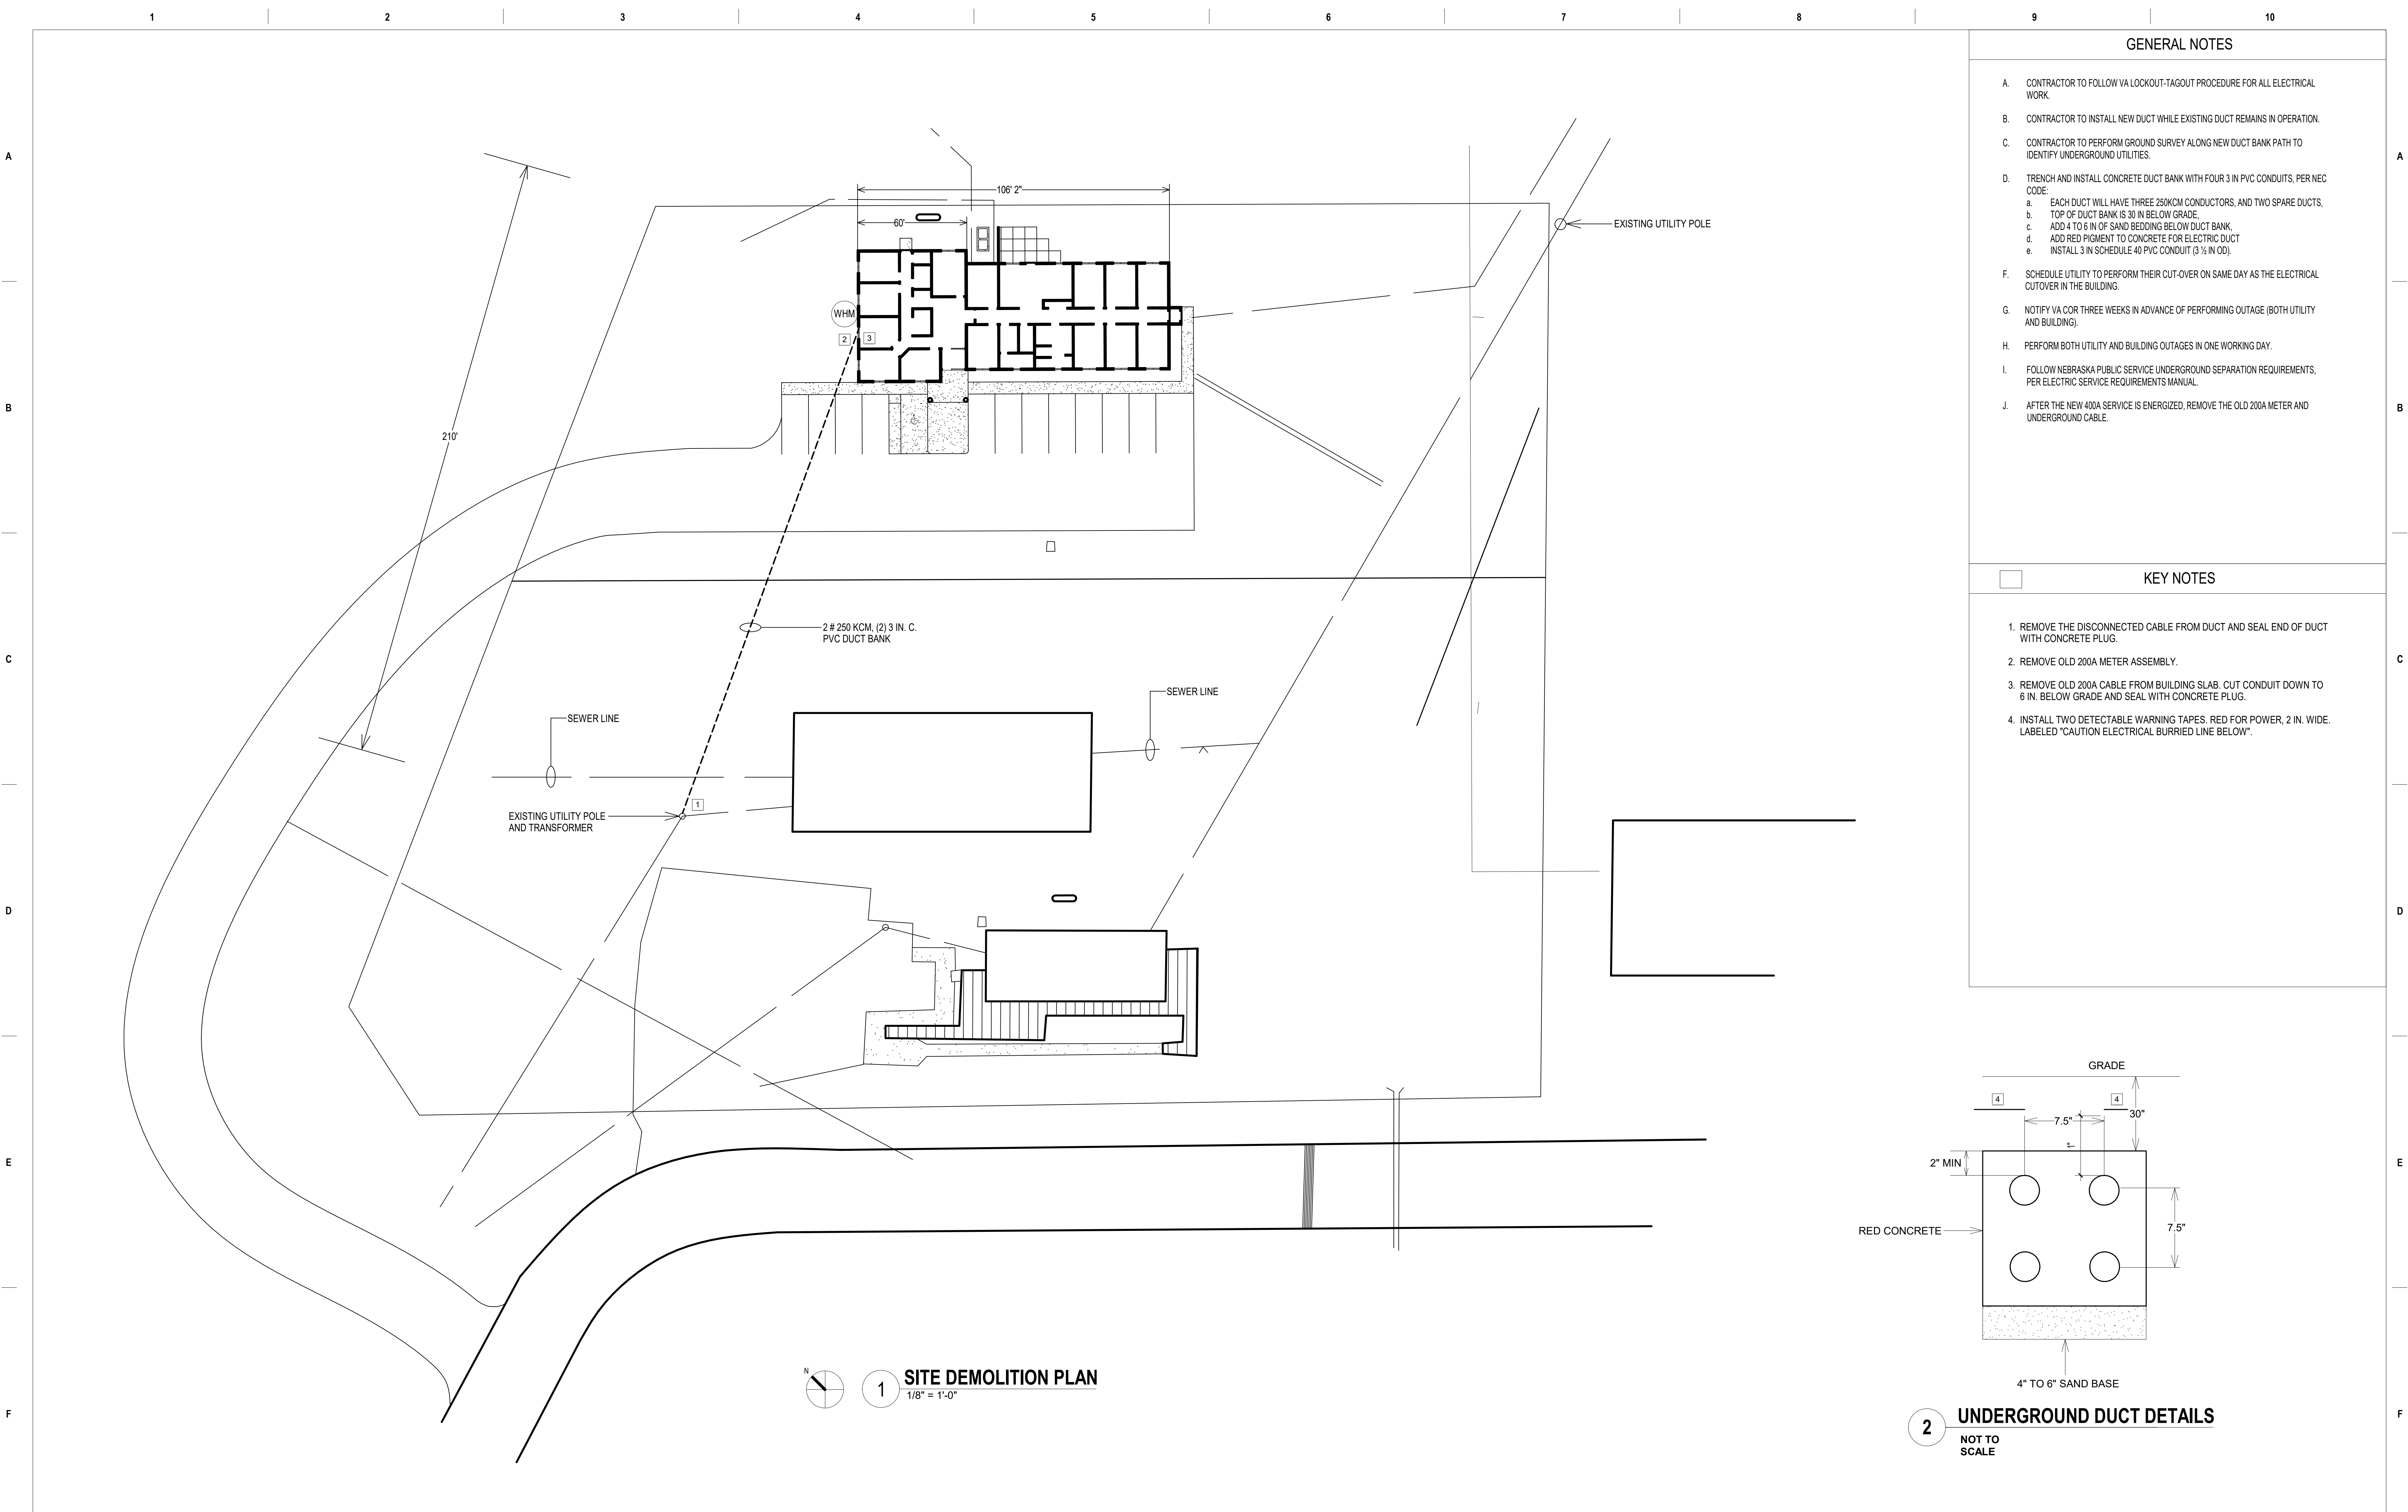 1 2 3 4 5 6 7 8 9 10
GENERAL NOTES
A. CONTRACTOR TO FOLLOW VA LOCKOUT-TAGOUT PROCEDURE FOR ALL ELECTRICAL
WORK.
B. CONTRACTOR TO INSTALL NEW DUCT WHILE EXISTING DUCT REMAINS IN OPERATION.
C. CONTRACTOR TO PERFORM GROUND SURVEY ALONG NEW DUCT BANK PATH TO
IDENTIFY UNDERGROUND UTILITIES.
D. TRENCH AND INSTALL CONCRETE DUCT BANK WITH FOUR 3 IN PVC CONDUITS, PER NEC
CODE:
a. EACH DUCT WILL HAVE THREE 250KCM CONDUCTORS, AND TWO SPARE DUCTS,
b. TOP OF DUCT BANK IS 30 IN BELOW GRADE,
c. ADD 4 TO 6 IN OF SAND BEDDING BELOW DUCT BANK,
d. ADD RED PIGMENT TO CONCRETE FOR ELECTRIC DUCT
e. INSTALL 3 IN SCHEDULE 40 PVC CONDUIT (3 ½ IN OD).
F. SCHEDULE UTILITY TO PERFORM THEIR CUT-OVER ON SAME DAY AS THE ELECTRICAL
CUTOVER IN THE BUILDING.
G. NOTIFY VA COR THREE WEEKS IN ADVANCE OF PERFORMING OUTAGE (BOTH UTILITY
AND BUILDING).
H. PERFORM BOTH UTILITY AND BUILDING OUTAGES IN ONE WORKING DAY.
I. FOLLOW NEBRASKA PUBLIC SERVICE UNDERGROUND SEPARATION REQUIREMENTS,
PER ELECTRIC SERVICE REQUIREMENTS MANUAL.
J. AFTER THE NEW 400A SERVICE IS ENERGIZED, REMOVE THE OLD 200A METER AND
UNDERGROUND CABLE.
KEY NOTES
1. REMOVE THE DISCONNECTED CABLE FROM DUCT AND SEAL END OF DUCT
WITH CONCRETE PLUG.
2. REMOVE OLD 200A METER ASSEMBLY.
3. REMOVE OLD 200A CABLE FROM BUILDING SLAB. CUT CONDUIT DOWN TO
6 IN. BELOW GRADE AND SEAL WITH CONCRETE PLUG.
4. INSTALL TWO DETECTABLE WARNING TAPES. RED FOR POWER, 2 IN. WIDE.
LABELED "CAUTION ELECTRICAL BURRIED LINE BELOW".
A
A
B
B
C
C
D
D
E
E
F
F
106' 2"
60'
EXISTING UTILITY POLE
WHM
2
3
210'
2 # 250 KCM, (2) 3 IN. C.
PVC DUCT BANK
SEWER LINE
SEWER LINE
1
EXISTING UTILITY POLE
AND TRANSFORMER
N
1
SITE DEMOLITION PLAN
1/8" = 1'-0"
GRADE
4
4
30"
7.5"
2" MIN
7.5"
RED CONCRETE
4" TO 6" SAND BASE
2
UNDERGROUND DUCT DETAILS
NOT TO
SCALE